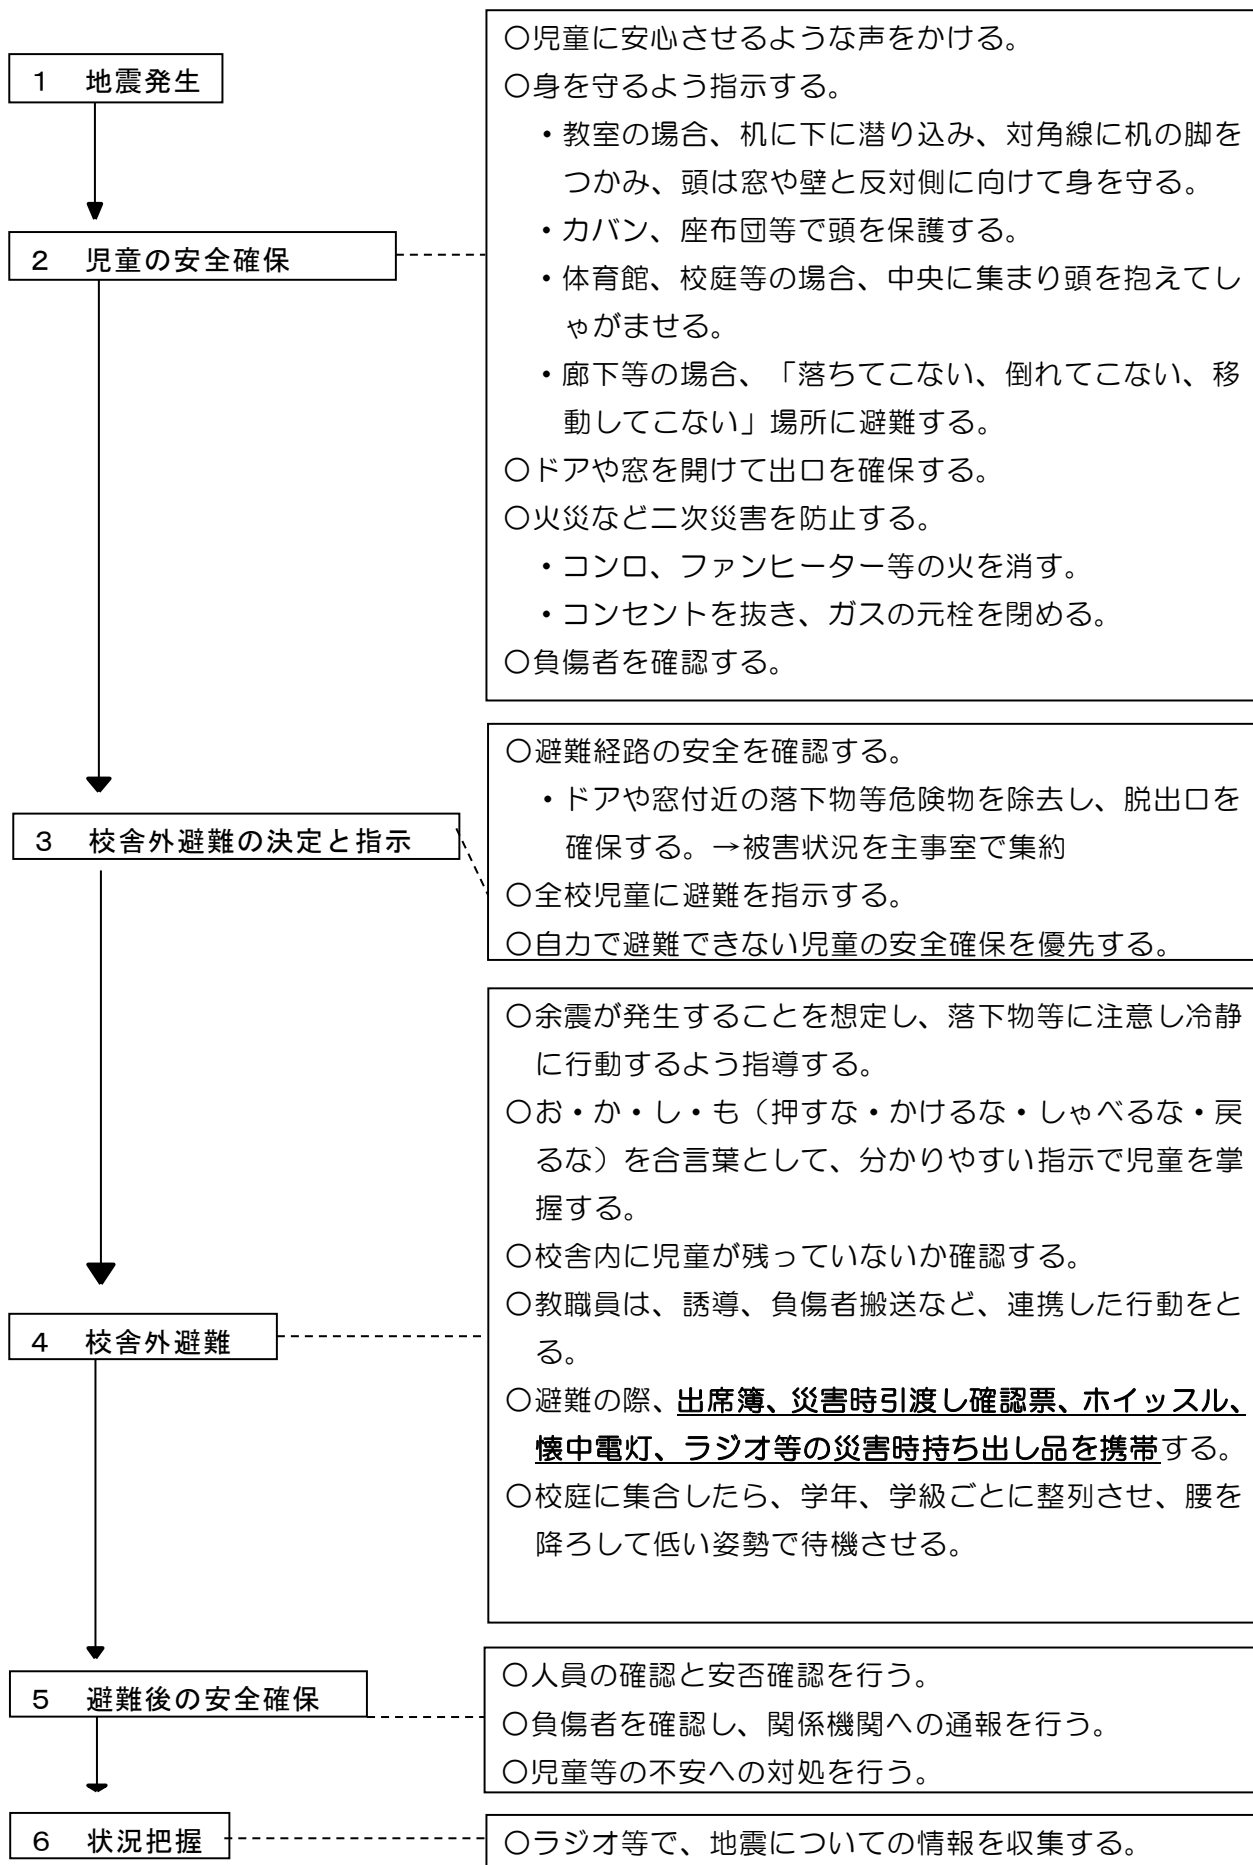 １　地震発生
〇児童に安心させるような声をかける。
〇身を守るよう指示する。
・教室の場合、机に下に潜り込み、対角線に机の脚を
つかみ、頭は窓や壁と反対側に向けて身を守る。
・カバン、座布団等で頭を保護する。
・体育館、校庭等の場合、中央に集まり頭を抱えてし
ゃがませる。
・廊下等の場合、「落ちてこない、倒れてこない、移
動してこない」場所に避難する。
〇ドアや窓を開けて出口を確保する。
〇火災など二次災害を防止する。
・コンロ、ファンヒーター等の火を消す。
・コンセントを抜き、ガスの元栓を閉める。
〇負傷者を確認する。
２　児童の安全確保
〇避難経路の安全を確認する。
・ドアや窓付近の落下物等危険物を除去し、脱出口を
確保する。→被害状況を主事室で集約
〇全校児童に避難を指示する。
〇自力で避難できない児童の安全確保を優先する。
３　校舎外避難の決定と指示
〇余震が発生することを想定し、落下物等に注意し冷静
に行動するよう指導する。
〇お・か・し・も（押すな・かけるな・しゃべるな・戻
るな）を合言葉として、分かりやすい指示で児童を掌
握する。
〇校舎内に児童が残っていないか確認する。
〇教職員は、誘導、負傷者搬送など、連携した行動をと
る。
〇避難の際、出席簿、災害時引渡し確認票、ホイッスル、
懐中電灯、ラジオ等の災害時持ち出し品を携帯する。
〇校庭に集合したら、学年、学級ごとに整列させ、腰を
降ろして低い姿勢で待機させる。
４　校舎外避難
〇人員の確認と安否確認を行う。
〇負傷者を確認し、関係機関への通報を行う。
〇児童等の不安への対処を行う。
５　避難後の安全確保
６　状況把握
〇ラジオ等で、地震についての情報を収集する。